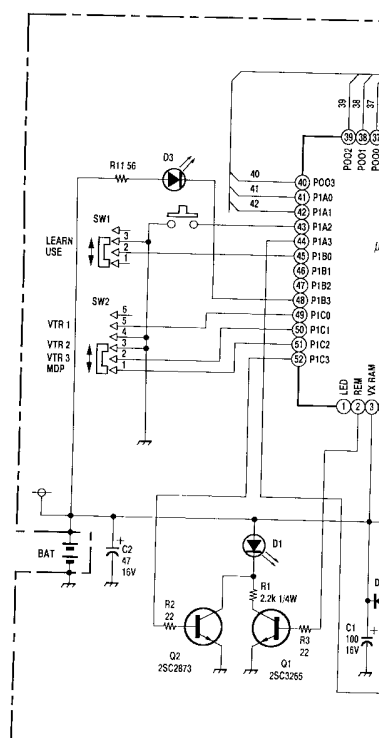 39
38
37
39 38 37
P002
P001
P000
D3
R11 56
40
41
42
40 P003
41 P1A0
42 P1A1
43 P1A2
44 P1A3
45 P1B0
46 P1B1
47 P1B2
48 P1B3
49 P1C0
50 P1C1
51 P1C2
52 P1C3
μ
SW1
LEARN
USE
3
2
1
SW2
VTR 1
VTR 2
VTR 3
MDP
6
5
4
3
2
1
LED
REM
VX RAM
1 2 3
BAT
+
C2
47
16V
D1
R1
2.2k 1/4W
R2
22
R3
22
Q2
2SC2873
Q1
2SC3265
D
C1
100
16V
+